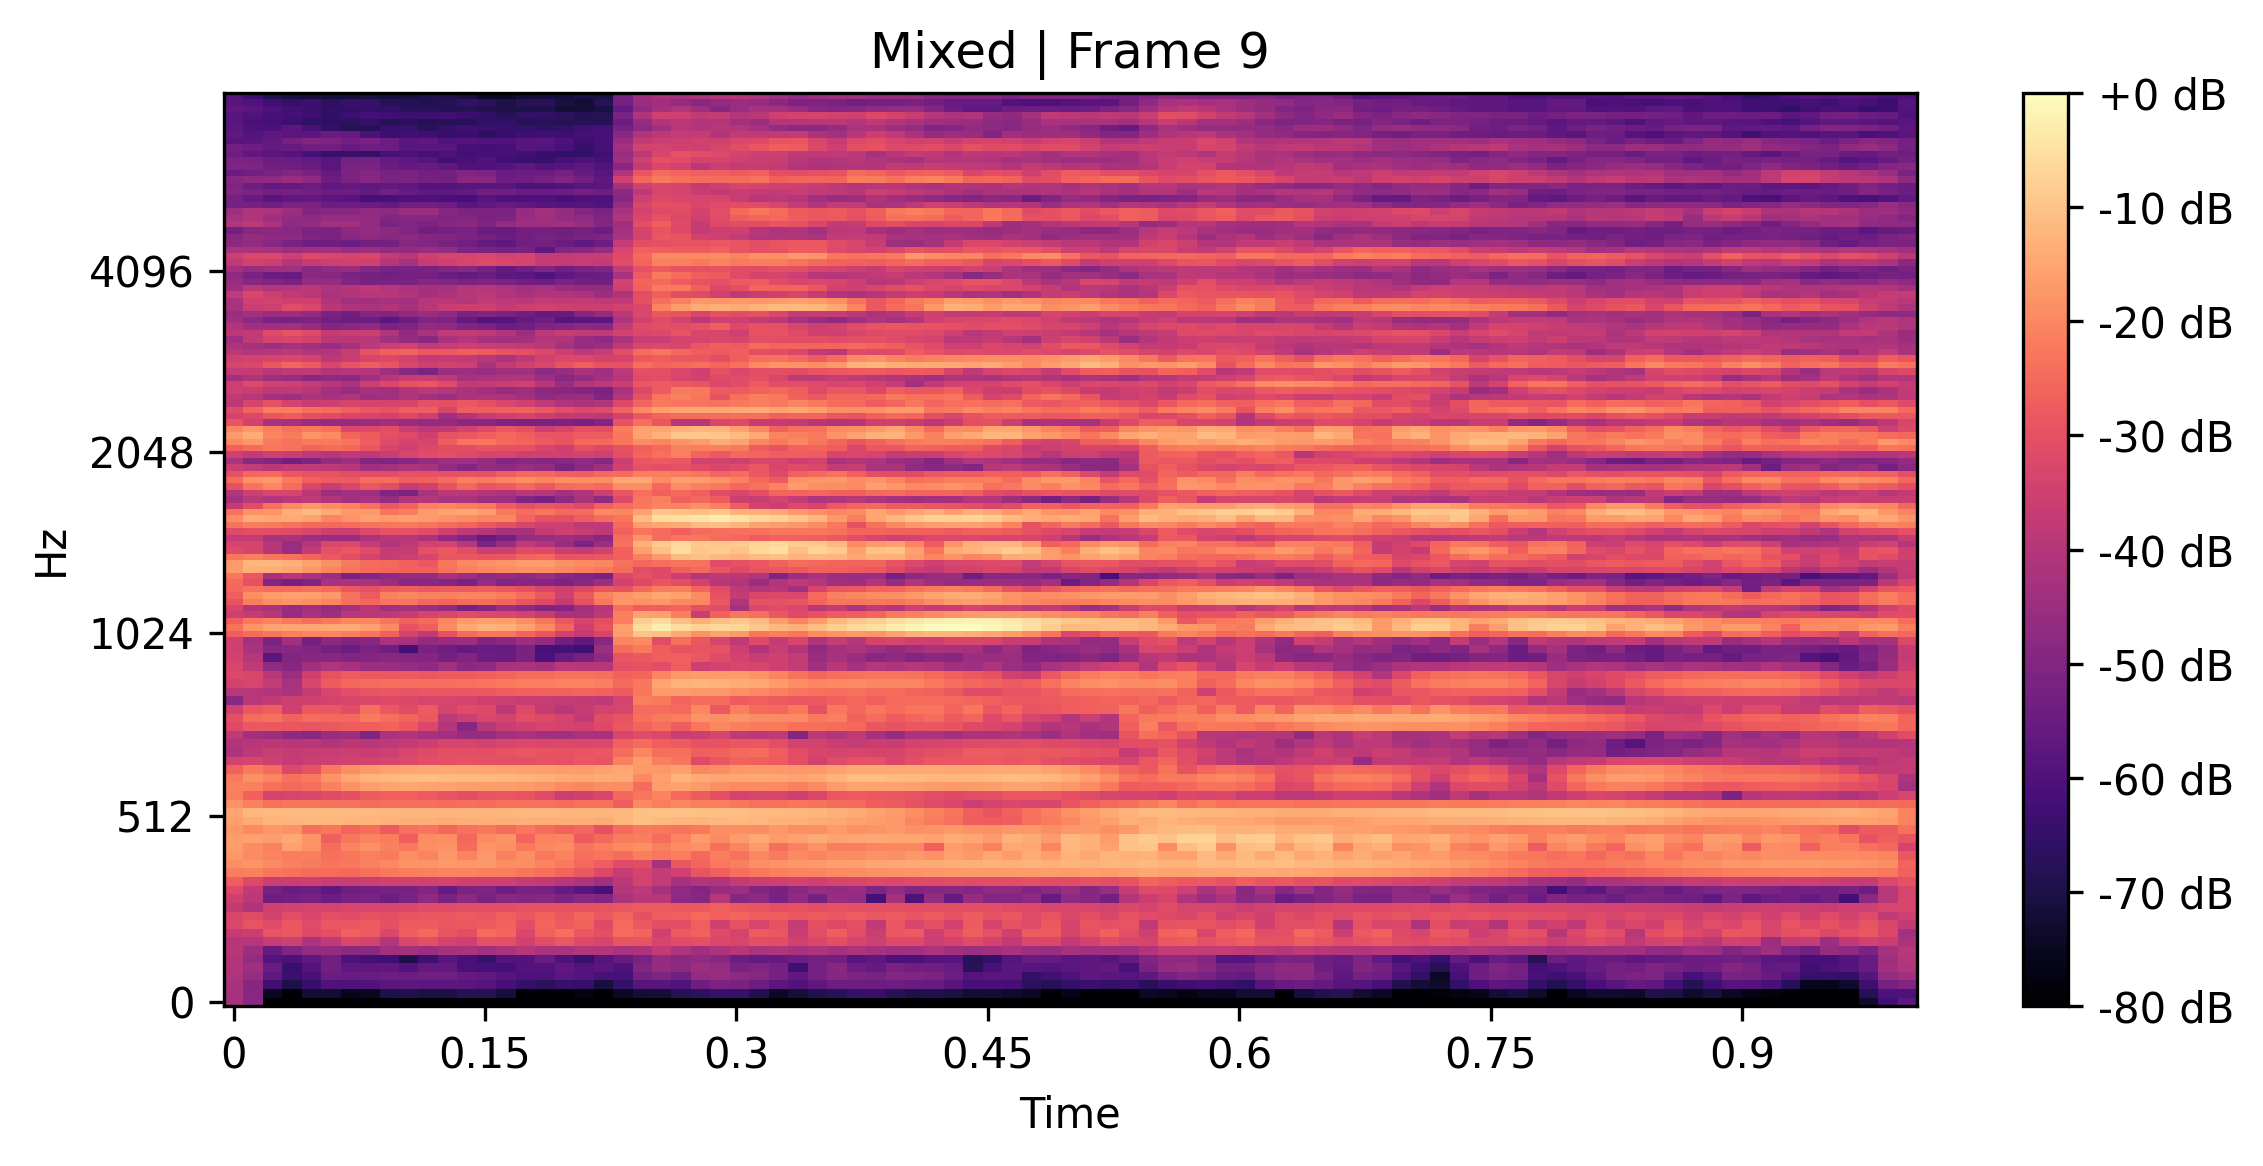 Mixed | Frame 9
Hz
4096
2048
1024
512
0
0 0.15 0.3 0.45 0.6 0.75 0.9
Time
+0 dB
-10 dB
-20 dB
-30 dB
-40 dB
-50 dB
-60 dB
-70 dB
-80 dB